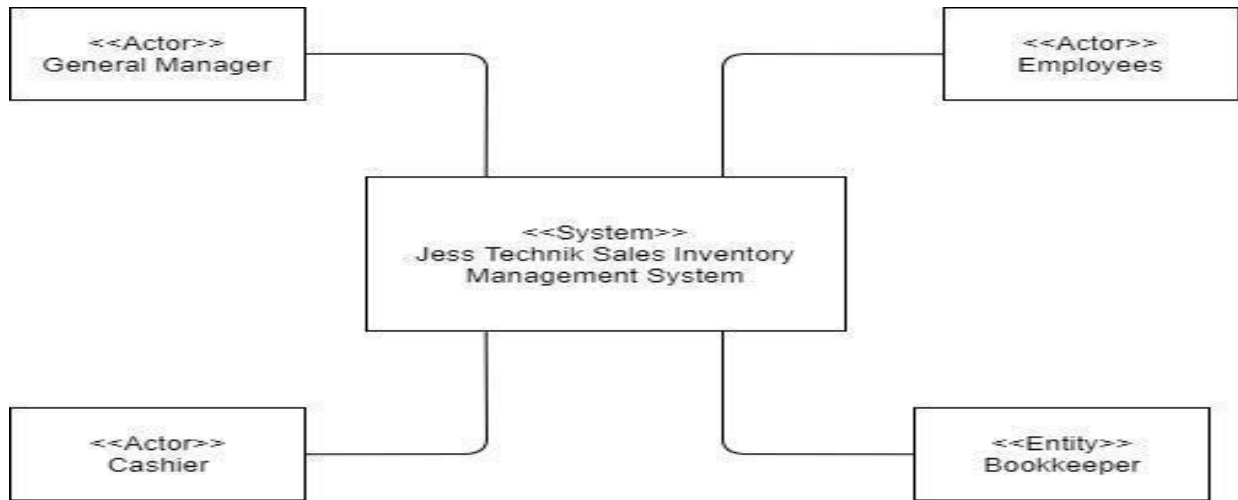 <<Actor>>
General Manager
<<Actor>>
Employees
<<System>>
Jess Technik Sales Inventory
Management System
<<Actor>>
Cashier
<<Entity>>
Bookkeeper